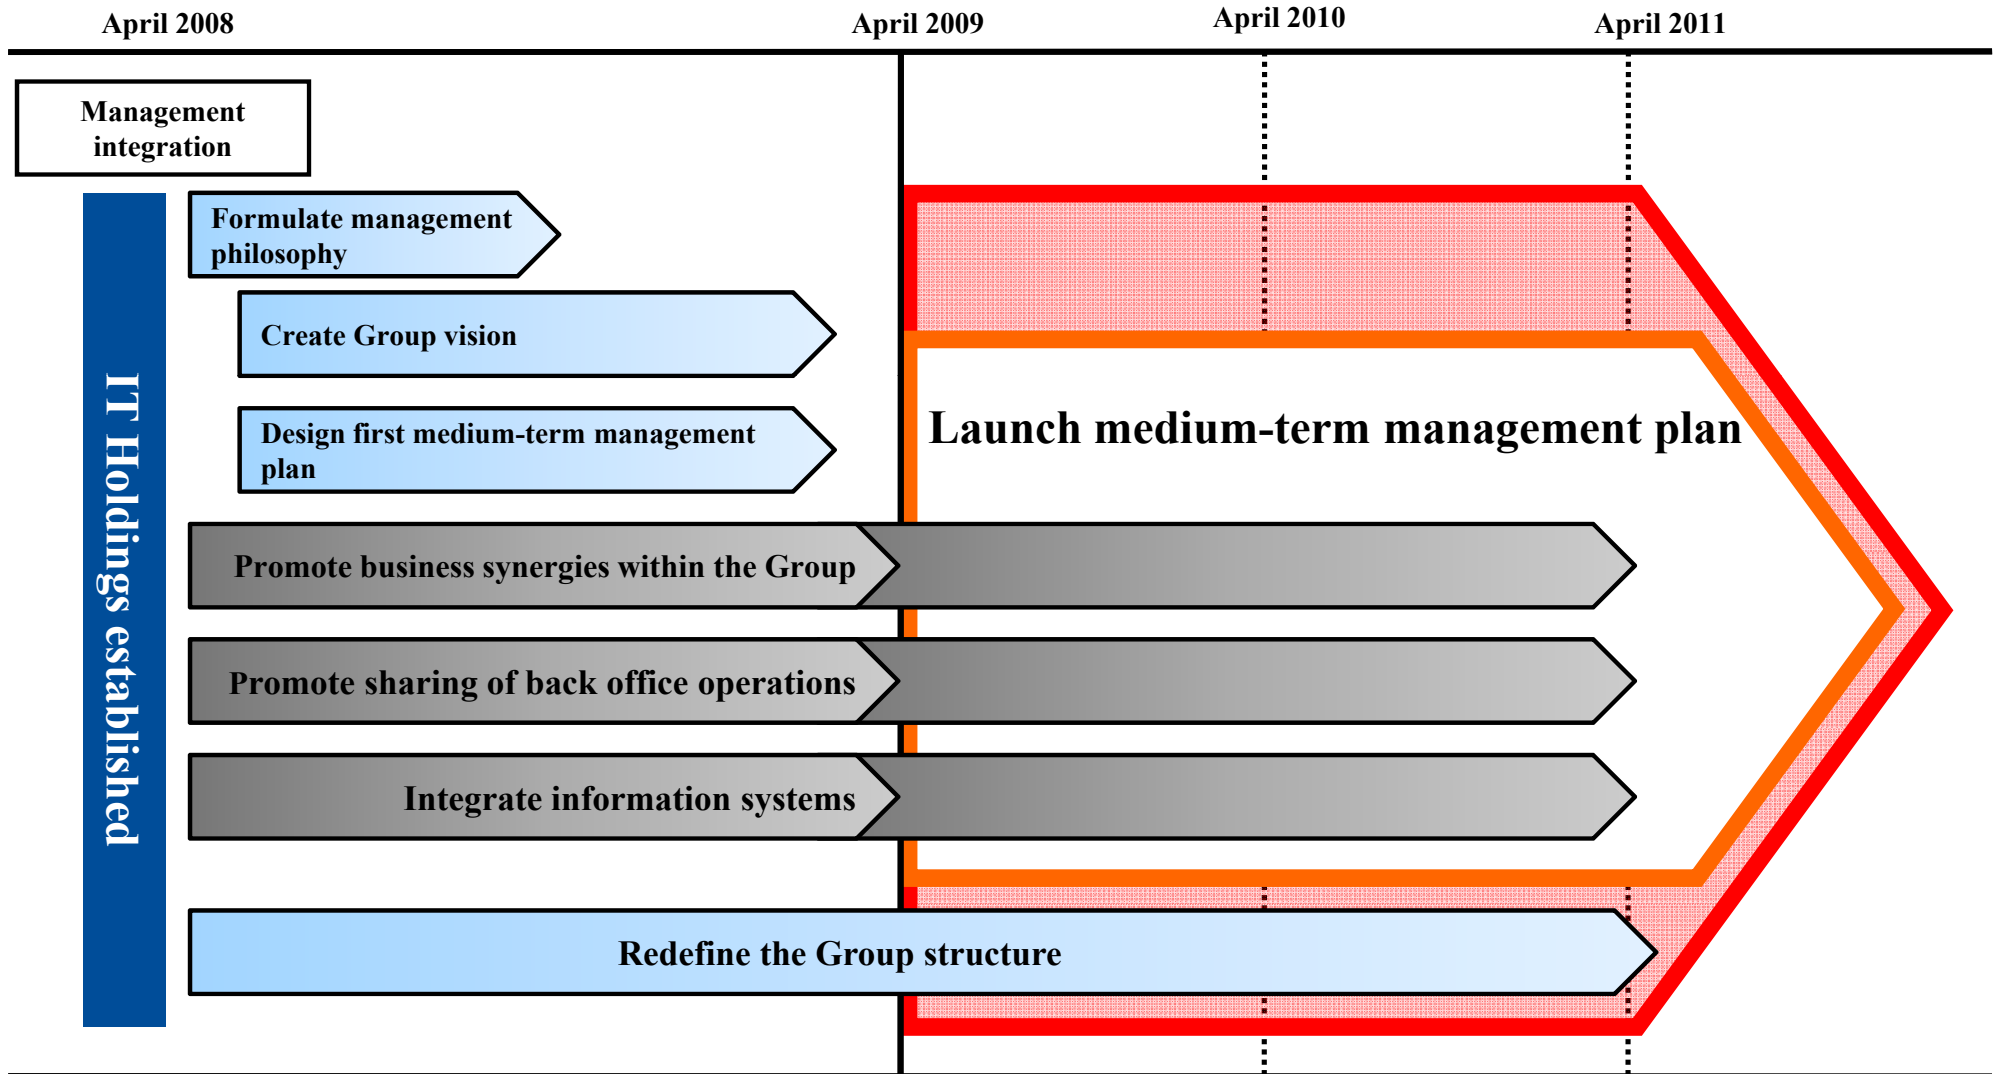 April 2008
April 2009
April 2010
April 2011
Management
integration
IT Holdings established
Formulate management
philosophy
Create Group vision
Design first medium-term management
plan
Launch medium-term management plan
Promote business synergies within the Group
Promote sharing of back office operations
Integrate information systems
Redefine the Group structure